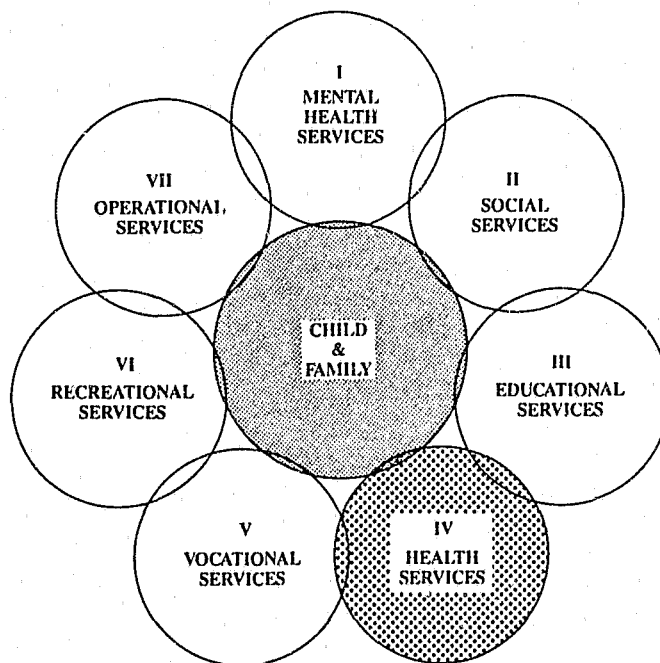 I
MENTAL
HEALTH
SERVICES
II
SOCIAL
SERVICES
III
EDUCATIONAL
SERVICES
IV
HEALTH
SERVICES
V
VOCATIONAL
SERVICES
VI
RECREATIONAL
SERVICES
VII
OPERATIONAL
SERVICES
CHILD
&
FAMILY